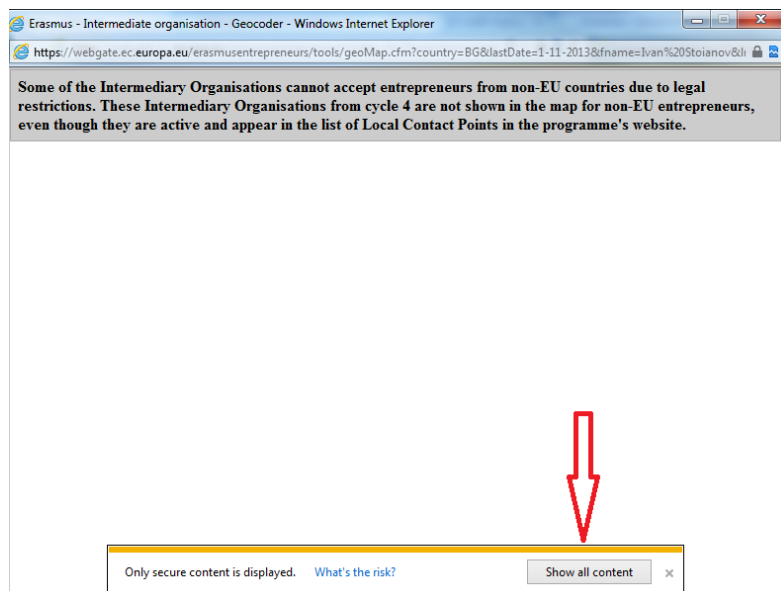 Erasmus - Intermediate organisation - Geocoder - Windows Internet Explorer
https://webgate.ec.europa.eu/erasmusentrepreneurs/tools/geoMap.cfm?country=BG&lastDate=1-11-2013&fname=Ivan%20Stoianov&
Some of the Intermediary Organisations cannot accept entrepreneurs from non-EU countries due to legal
restrictions. These Intermediary Organisations from cycle 4 are not shown in the map for non-EU entrepreneurs,
even though they are active and appear in the list of Local Contact Points in the programme's website.
Only secure content is displayed. What's the risk? Show all content